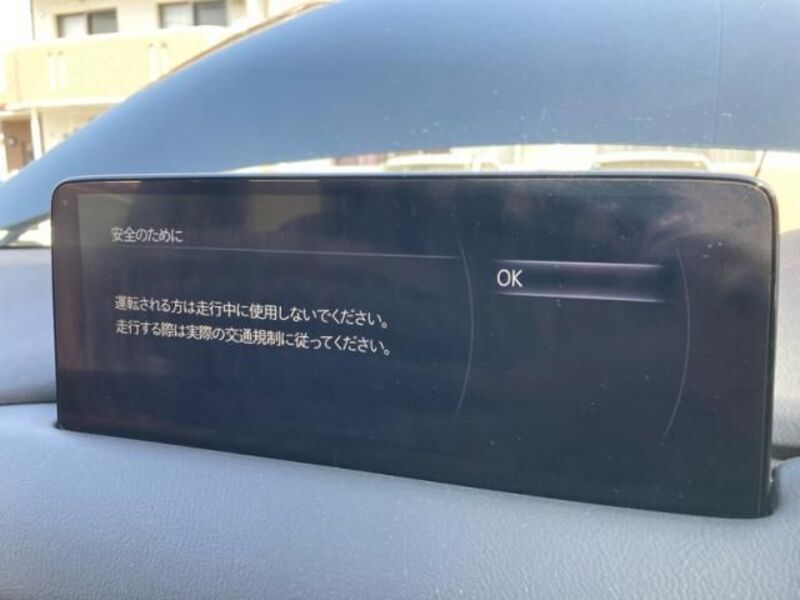 安全のために
OK
運転される方は走行中に使用しないでください。
走行する際は実際の交通規制に従ってください。